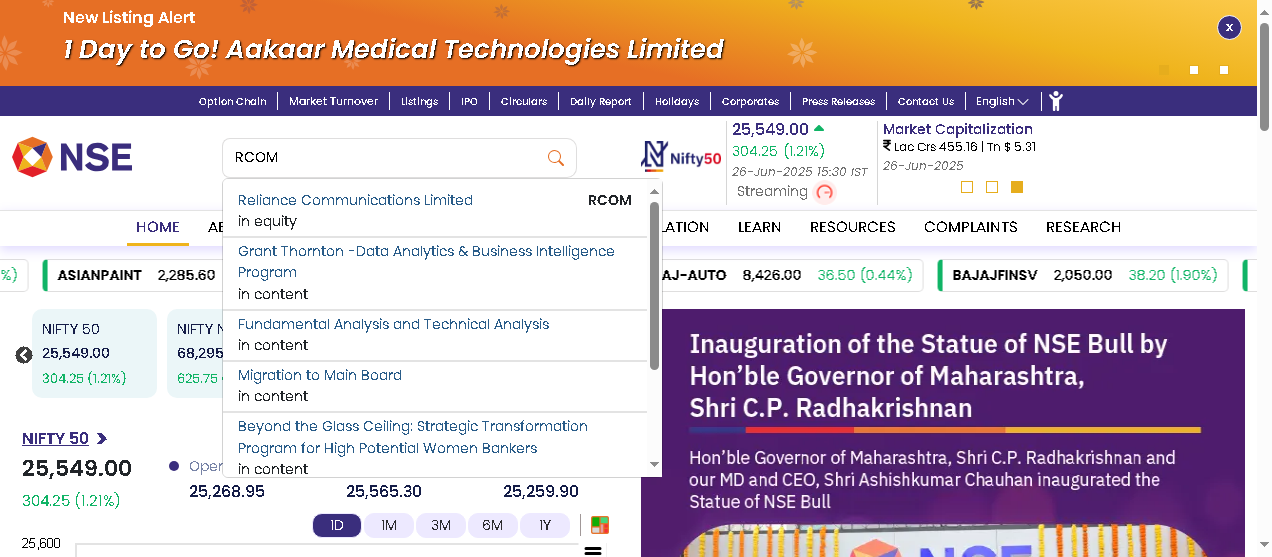 New Listing Alert
1 Day to Go! Aakaar Medical Technologies Limited
x
Option Chain
Market Turnover
Listings
IPO
Circulars
Daily Report
Holidays
Corporates
Press Releases
Contact Us
English
NSE
RCOM
Nifty50
25,549.00
304.25 (1.21%)
26-Jun-2025 15:30 IST
Streaming
Market Capitalization
₹ Lac Crs 455.16 | Tn $ 5.31
26-Jun-2025
Reliance Communications Limited RCOM
in equity
Grant Thornton -Data Analytics & Business Intelligence
Program
in content
Fundamental Analysis and Technical Analysis
in content
Migration to Main Board
in content
Beyond the Glass Ceiling: Strategic Transformation
Program for High Potential Women Bankers
in content
HOME
LEARN
RESOURCES
COMPLAINTS
RESEARCH
%)
ASIANPAINT 2,285.60
AJ-AUTO 8,426.00 36.50 (0.44%)
BAJAJFINSV 2,050.00 38.20 (1.90%)
NIFTY 50
25,549.00
304.25 (1.21%)
NIFTY N
68,295
625.75
NIFTY 50
25,549.00
304.25 (1.21%)
Open
25,268.95
25,565.30
25,259.90
1D
1M
3M
6M
1Y
25,600
Inauguration of the Statue of NSE Bull by
Hon'ble Governor of Maharashtra,
Shri C.P. Radhakrishnan
Hon'ble Governor of Maharashtra, Shri C.P. Radhakrishnan and
our MD and CEO, Shri Ashishkumar Chauhan inaugurated the
Statue of NSE Bull
NSE